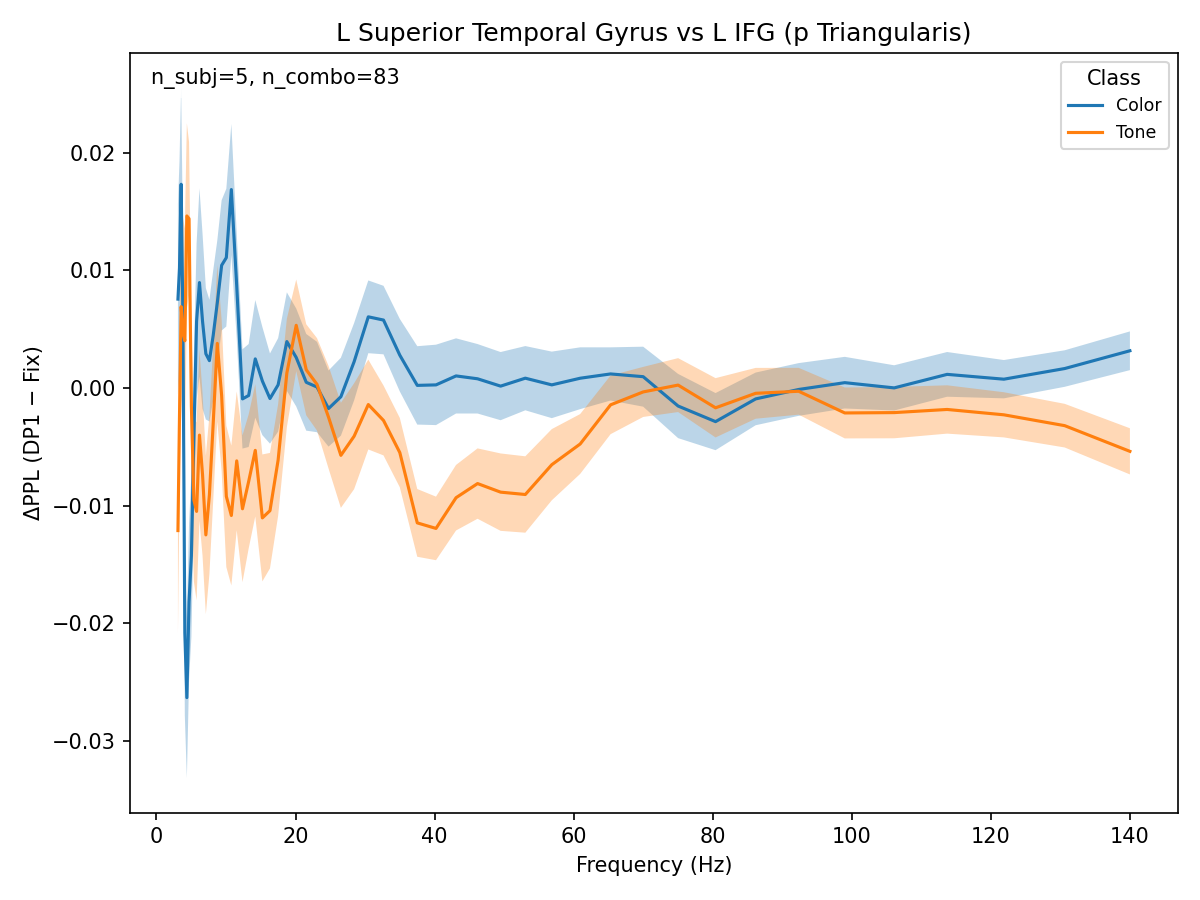 L Superior Temporal Gyrus vs L IFG (p Triangularis)
n_subj=5, n_combo=83
Class
Color
Tone
0.02
0.01
0.00
−0.01
−0.02
−0.03
ΔPPL (DP1 − Fix)
0 20 40 60 80 100 120 140
Frequency (Hz)